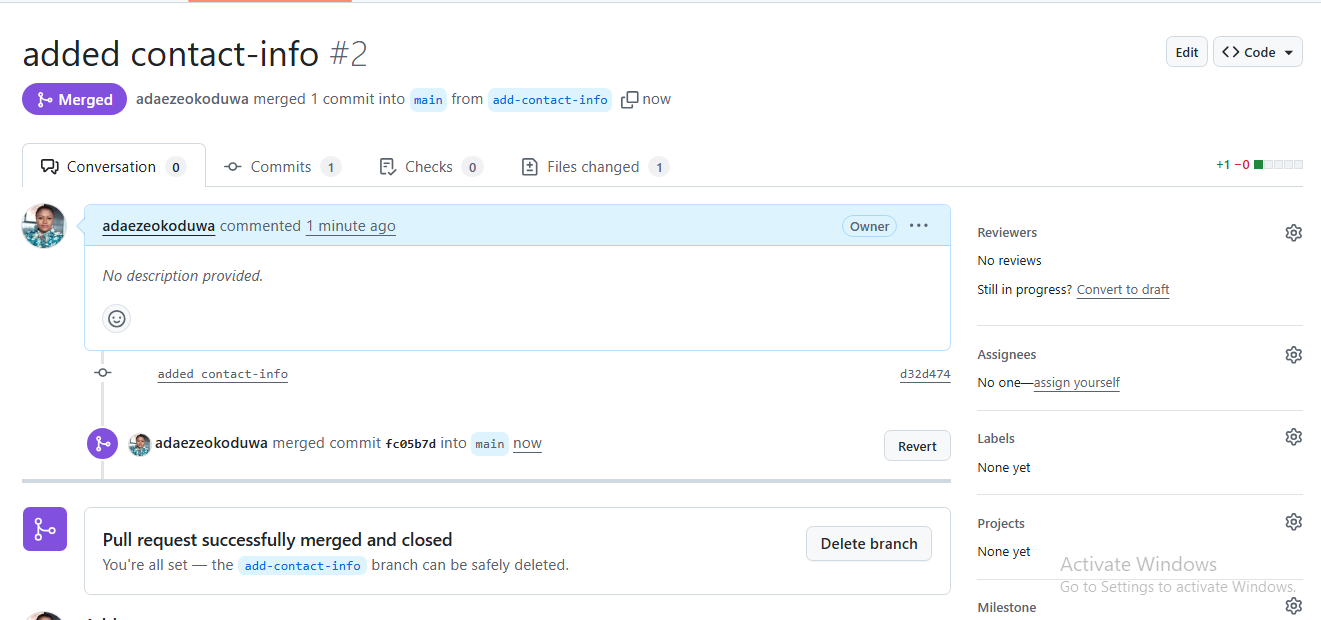 added contact-info #2
Edit
<> Code
Merged
adaezeokoduwa merged 1 commit into main from add-contact-info now
Conversation 0
Commits 1
Checks 0
Files changed 1
+1 −0
adaezeokoduwa commented 1 minute ago
Owner
No description provided.
added contact-info
d32d474
adaezeokoduwa merged commit fc05b7d into main now
Revert
Pull request successfully merged and closed
You're all set — the add-contact-info branch can be safely deleted.
Delete branch
Reviewers
No reviews
Still in progress? Convert to draft
Assignees
No one—assign yourself
Labels
None yet
Projects
None yet
Activate Windows
Go to Settings to activate Windows.
Milestone